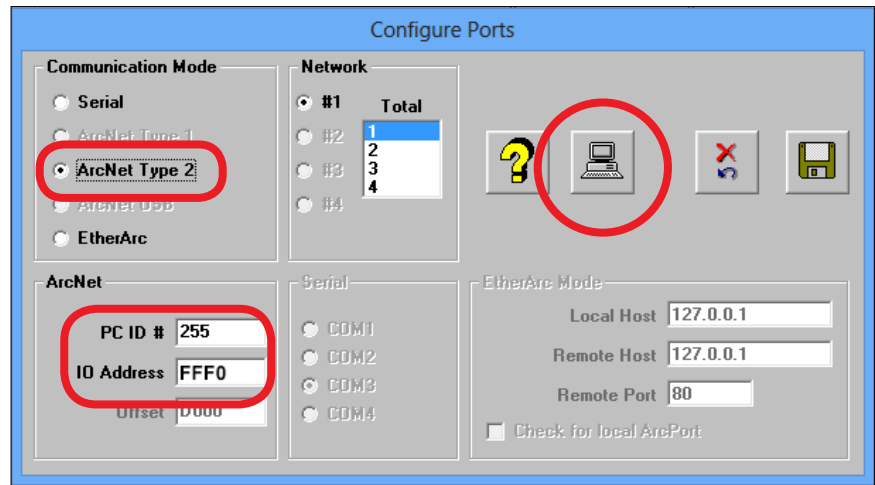 Configure Ports
Communication Mode
Serial
ArcNet Type 1
ArcNet Type 2
ArcNet USB
EtherArc
Network
#1
#2
#3
#4
Total
1
2
3
4
ArcNet
PC ID # 255
IO Address FFF0
Offset D000
Serial
COM1
COM2
COM3
COM4
EtherArc Mode
Local Host 127.0.0.1
Remote Host 127.0.0.1
Remote Port 80
Check for local ArcPort